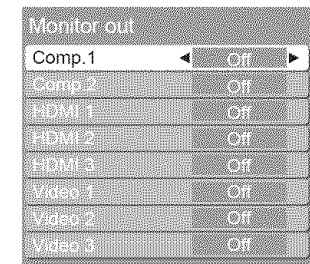 Monitor out
Comp.1 ◀ Off ▶
Comp.2 Off
HDMI 1 Off
HDMI 2 Off
HDMI 3 Off
Video 1 Off
Video 2 Off
Video 3 Off